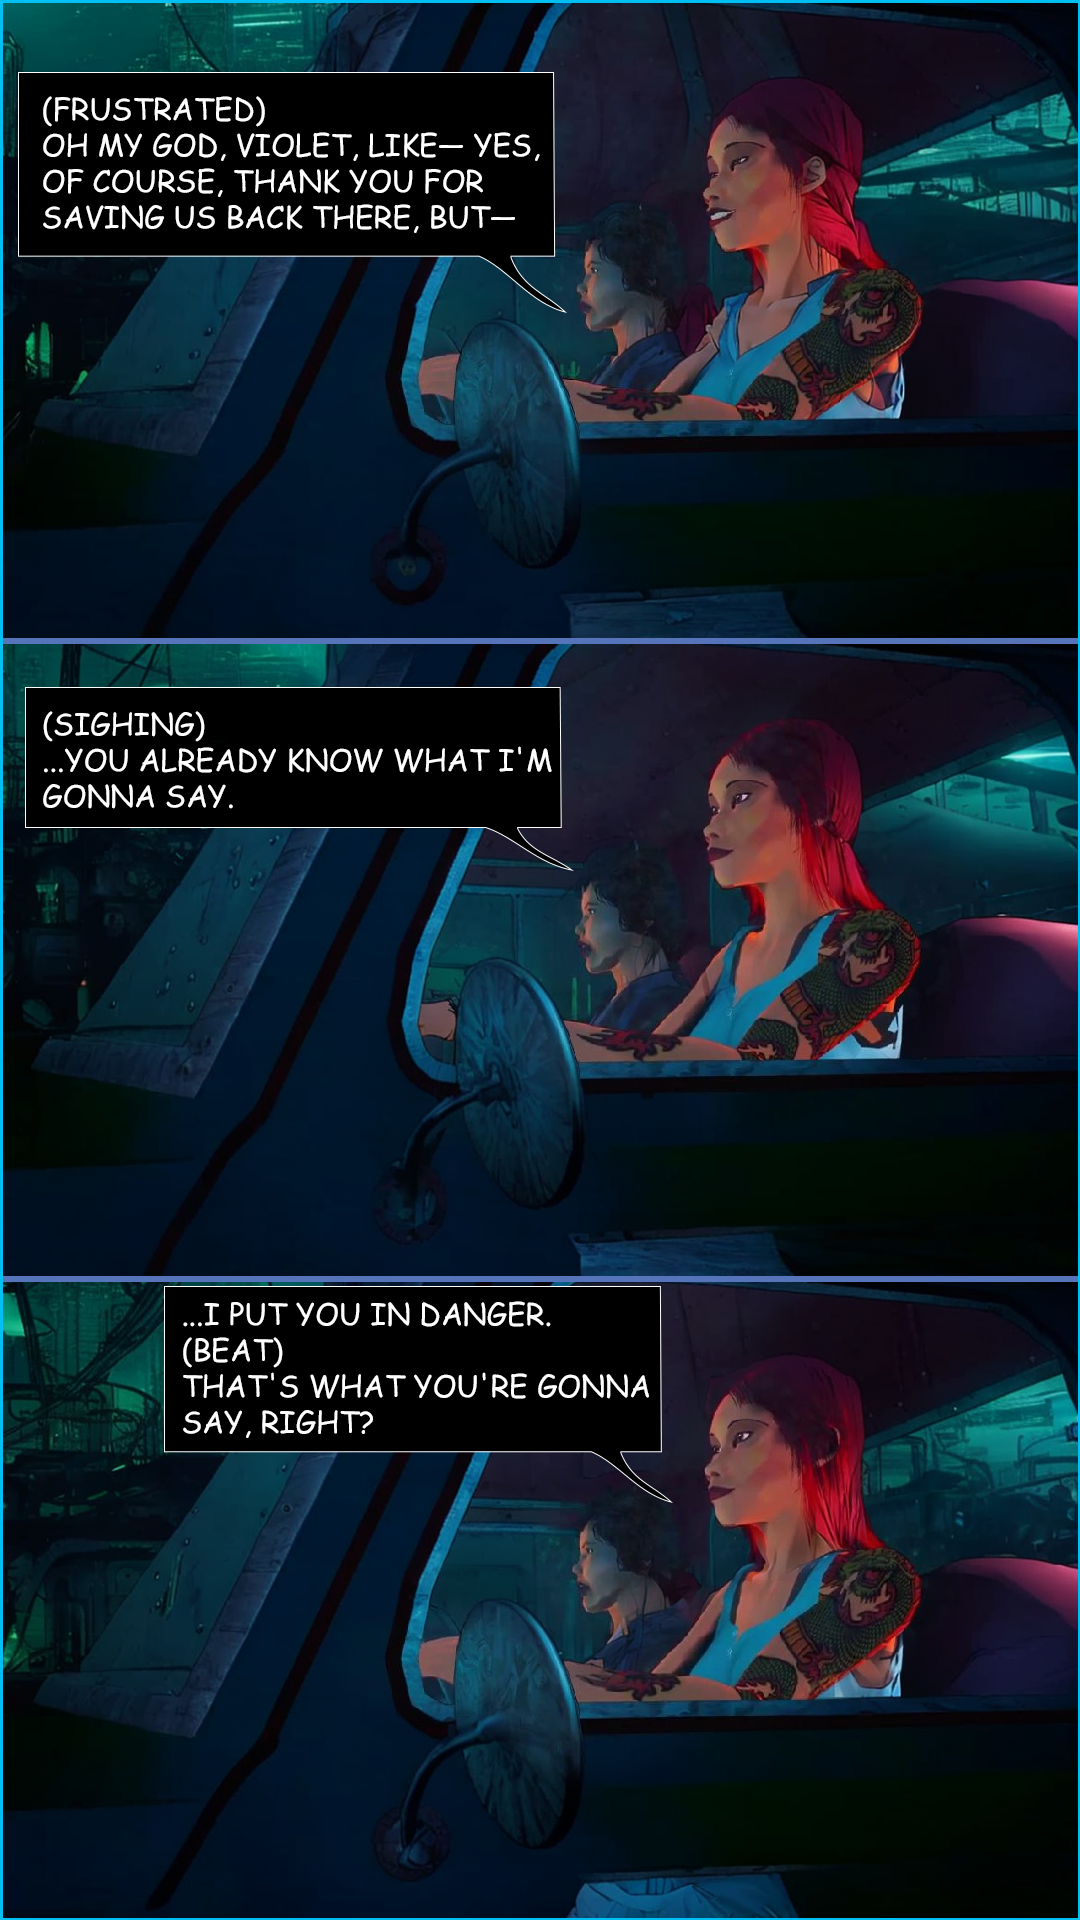 (FRUSTRATED)
OH MY GOD, VIOLET, LIKE— YES,
OF COURSE, THANK YOU FOR
SAVING US BACK THERE, BUT—
(SIGHING)
...YOU ALREADY KNOW WHAT I'M
GONNA SAY.
...I PUT YOU IN DANGER.
(BEAT)
THAT'S WHAT YOU'RE GONNA
SAY, RIGHT?